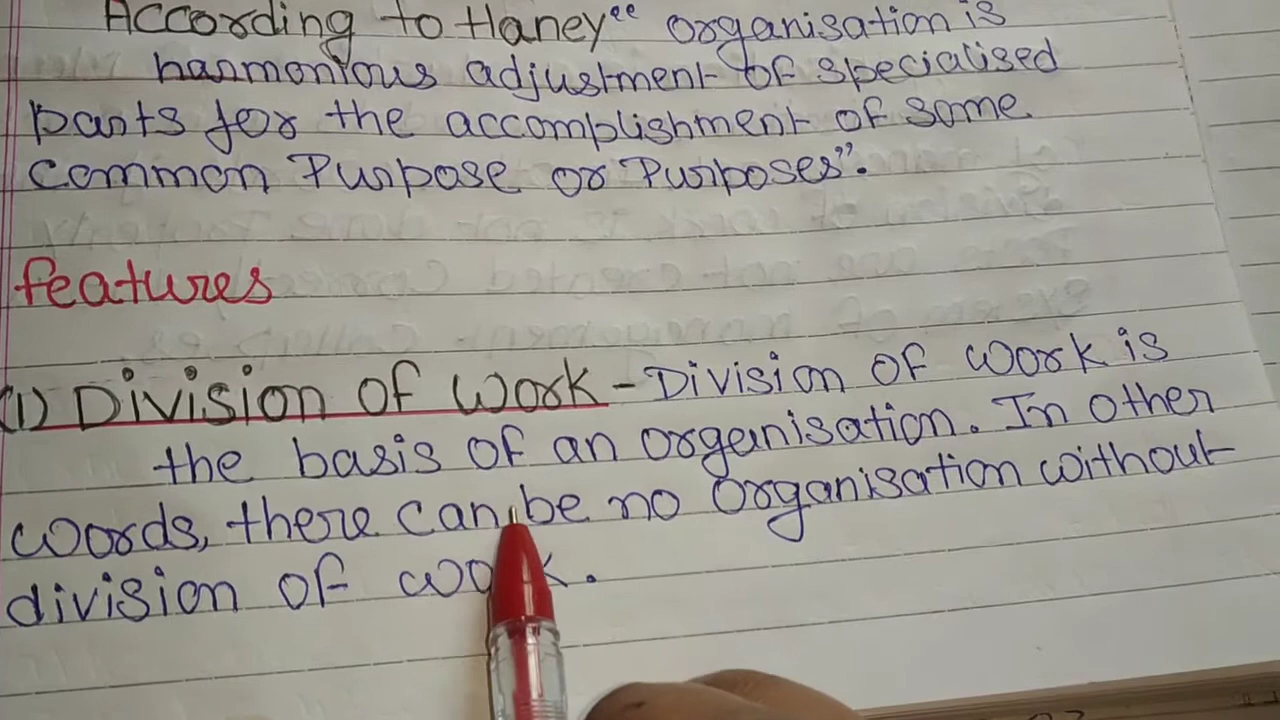 According to Haney“ organisation is
harmonious adjustment of specialised
parts for the accomplishment of some
common Purpose or Purposes”.
features
(1) Division of work - Division of work is
the basis of an organisation. In other
words, there can be no organisation without
division of work.